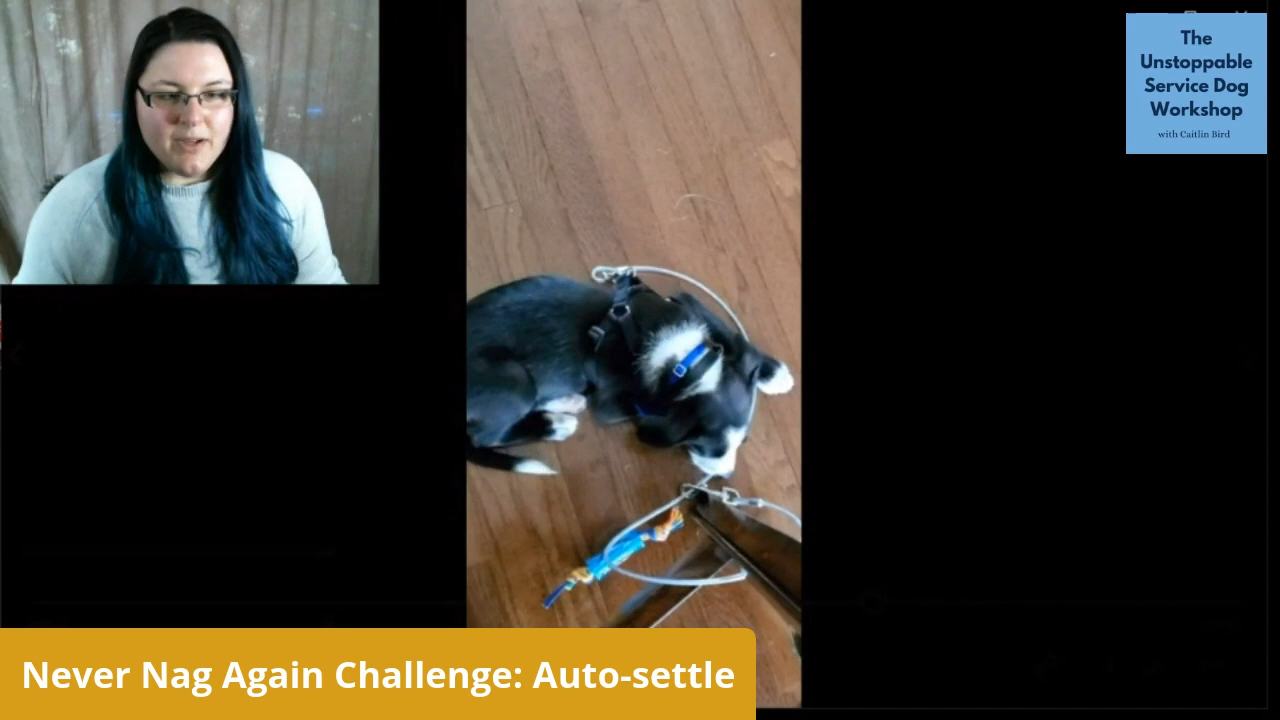 The
Unstoppable
Service Dog
Workshop
with Caitlin Bird
Never Nag Again Challenge: Auto-settle